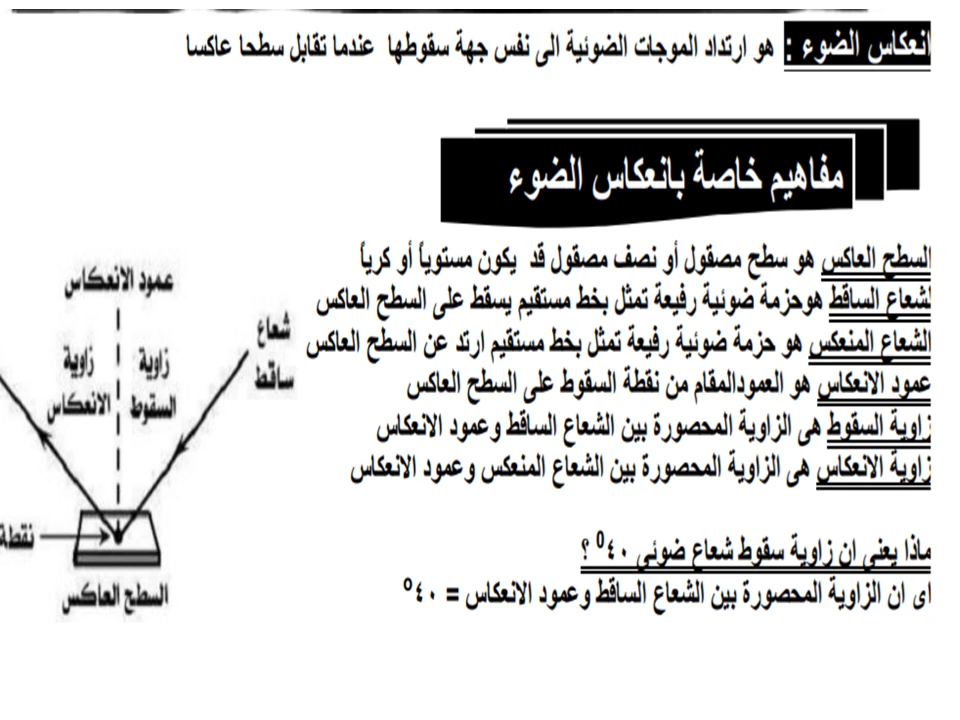 انعكاس الضوء : هو ارتداد الموجات الضوئية الى نفس جهة سقوطها عندما تقابل سطحا عاكسا
مفاهيم خاصة بانعكاس الضوء
السطح العاكس هو سطح مصقول أو نصف مصقول قد يكون مستوياً أو كرياً
لشعاع الساقط هوحزمة ضوئية رفيعة تمثل بخط مستقيم يسقط على السطح العاكس
الشعاع المنعكس هو حزمة ضوئية رفيعة تمثل بخط مستقيم ارتد عن السطح العاكس
عمود الانعكاس هو العمودالمقام من نقطة السقوط على السطح العاكس
زاوية السقوط هى الزاوية المحصورة بين الشعاع الساقط وعمود الانعكاس
زاوية الانعكاس هى الزاوية المحصورة بين الشعاع المنعكس وعمود الانعكاس
ماذا يعنى ان زاوية سقوط شعاع ضوئى ٤٠⁰ ؟
اى ان الزاوية المحصورة بين الشعاع الساقط وعمود الانعكاس = ٤٠⁰
عمود الانعكاس
شعاع
ساقط
زاوية
السقوط
زاوية
الانعكاس
نقطة
السطح العاكس